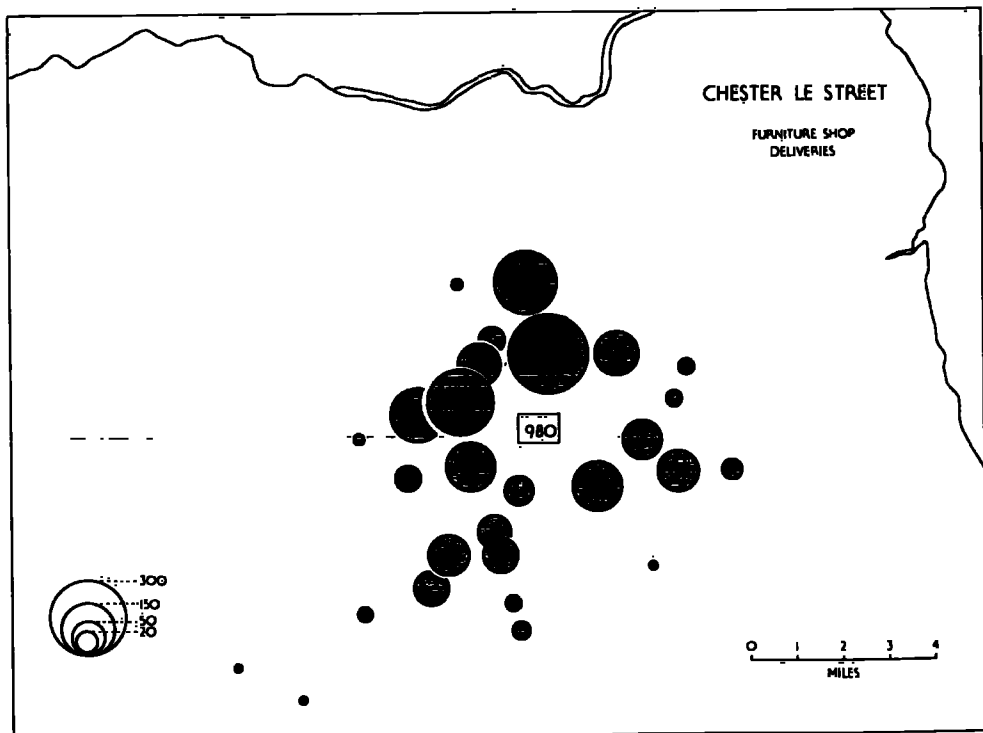 CHESTER LE STREET
FURNITURE SHOP
DELIVERIES
980
300
150
50
20
0 1 2 3 4
MILES